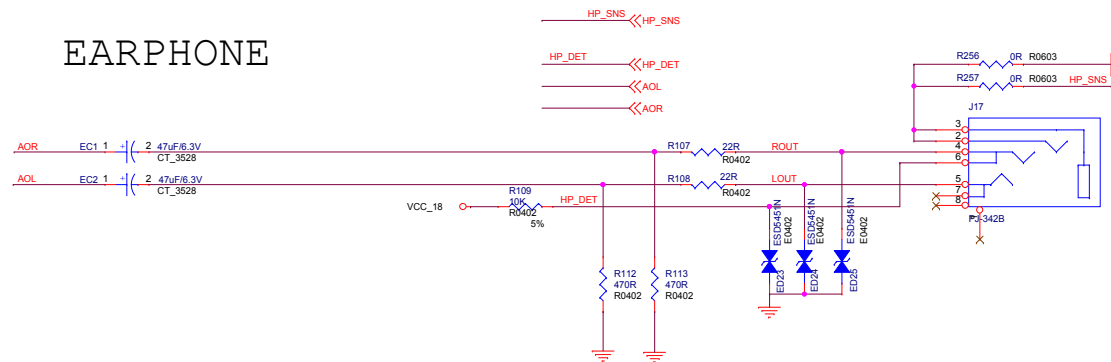 HP_SNS
HP_SNS
EARPHONE
HP_DET
HP_DET
AOL
AOR
R256
0R
R0603
R257
0R
R0603
HP_SNS
J17
3
2
4
6
5
7
8
1
PJ-342B
AOR
EC1
1
+
2
47uF/6.3V
CT_3528
R107
22R
R0402
ROUT
AOL
EC2
1
+
2
47uF/6.3V
CT_3528
R108
22R
R0402
LOUT
VCC_18
R109
10K
R0402
5%
HP_DET
ESD5451N
E0402
ED23
ESD5451N
E0402
ED24
ESD5451N
E0402
ED25
R112
470R
R0402
R113
470R
R0402